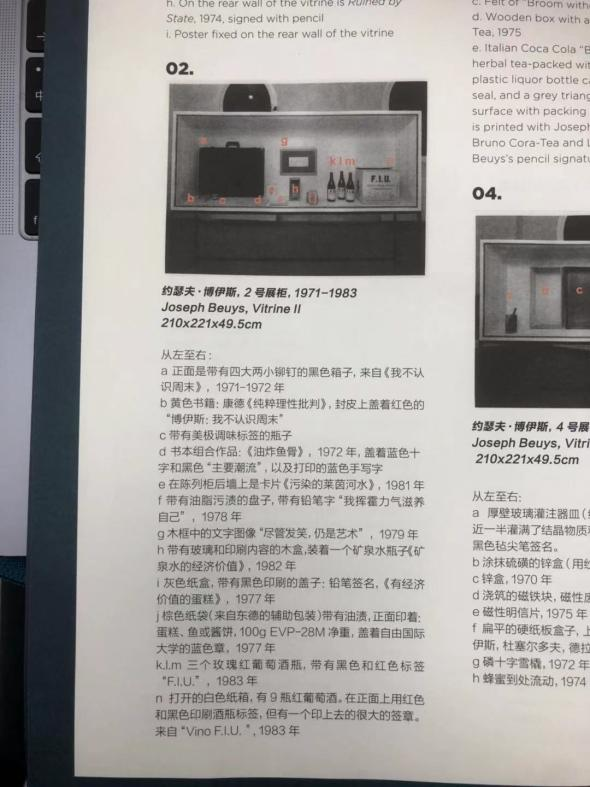 h. On the rear wall of the vitrine is Ruined by
State, 1974, signed with pencil
i. Poster fixed on the rear wall of the vitrine
02.
a
g
k l m
n
F.I.U.
b
c
d
f
e
h
i
j
约瑟夫·博伊斯, 2 号展柜, 1971-1983
Joseph Beuys, Vitrine II
210x221x49.5cm
从左至右:
a 正面是带有四大两小铆钉的黑色箱子, 来自《我不认
识周末》, 1971-1972 年
b 黄色书籍: 康德《纯粹理性批判》, 封皮上盖着红色的
“博伊斯: 我不认识周末”
c 带有美极调味标签的瓶子
d 书本组合作品:《油炸鱼骨》, 1972 年, 盖着蓝色十
字和黑色“主要潮流”, 以及打印的蓝色手写字
e 在陈列柜后墙上是卡片《污染的莱茵河水》, 1981 年
f 带有油脂污渍的盘子, 带有铅笔字“我挥霍力气滋养
自己”, 1978 年
g 木框中的文字图像“尽管发笑, 仍是艺术”, 1979 年
h 带有玻璃和印刷内容的木盒,装着一个矿泉水瓶子《矿
泉水的经济价值》, 1982 年
i 灰色纸盒, 带有黑色印刷的盖子: 铅笔签名,《有经济
价值的蛋糕》, 1977 年
j 棕色纸袋(来自东德的辅助包装)带有油渍, 正面印着:
蛋糕、鱼或酱饼, 100g EVP-28M 净重, 盖着自由国际
大学的蓝色章, 1977 年
k.l.m 三个玫瑰红葡萄酒瓶, 带有黑色和红色标签
“F.I.U.”, 1983 年
n 打开的白色纸箱, 有 9 瓶红葡萄酒。在正面上用红色
和黑色印刷酒瓶标签, 但有一个印上去的很大的签章。
来自“Vino F.I.U.”, 1983 年
c. Felt of "Broom with
d. Wooden box with a
Tea, 1975
e. Italian Coca Cola "B
herbal tea-packed wit
plastic liquor bottle c
seal, and a grey triang
surface with packing
is printed with Joseph
Bruno Cora-Tea and L
Beuys's pencil signatu
04.
c
约瑟夫·博伊斯, 4 号展
Joseph Beuys, Vitri
210x221x49.5cm
从左至右:
a 厚壁玻璃灌注器皿
近一半灌满了结晶物质
黑色毡尖笔签名。
b 涂抹硫磺的锌盒(用
c 锌盒, 1970 年
d 浇筑的磁铁块, 磁性
e 磁性明信片, 1975 年
f 扁平的硬纸板盒子, 上
伊斯, 杜塞尔多夫, 德
g 磷十字雪橇, 1972 年
h 蜂蜜到处流动, 1974